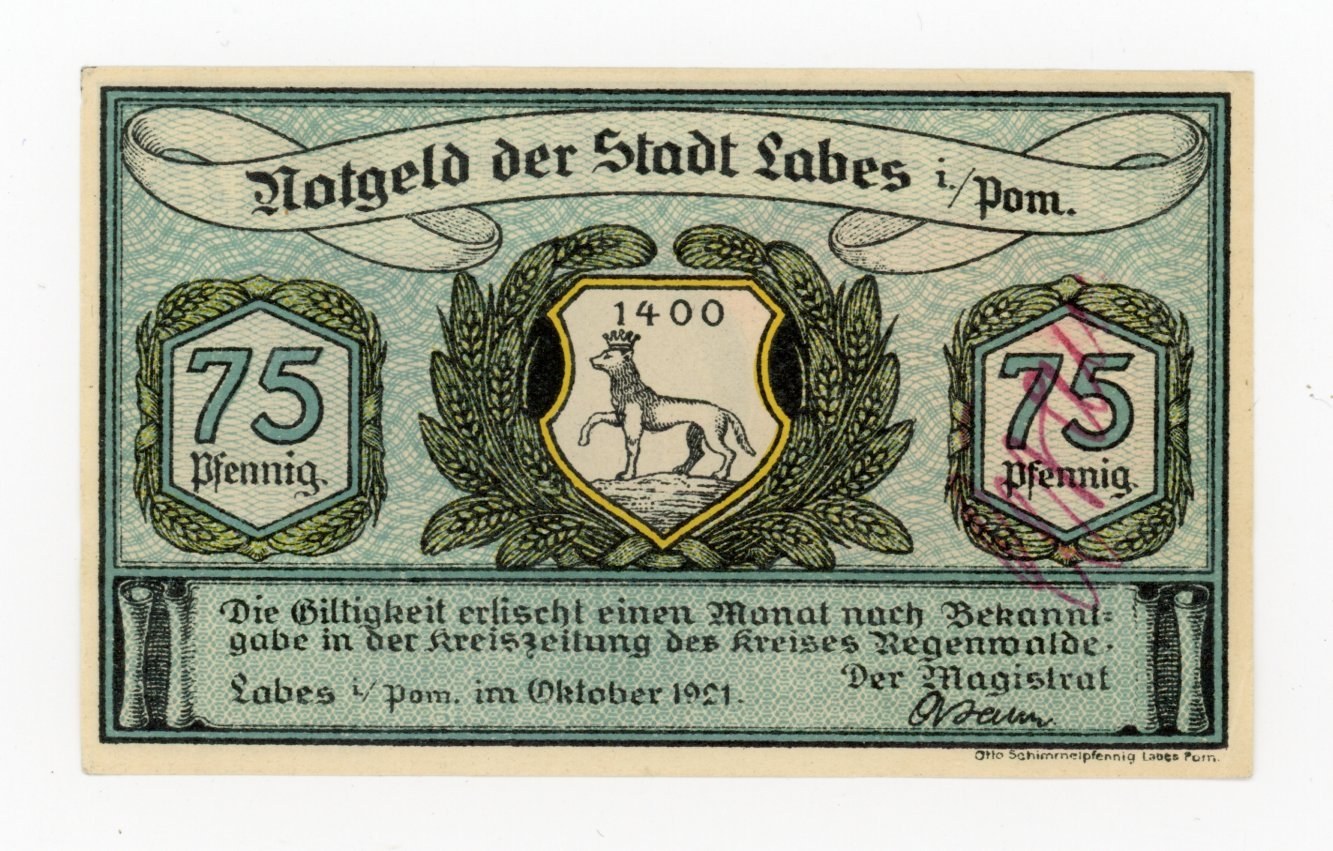 Notgeld der Stadt Labes i./Pom.
1400
75
Pfennig.
75
Pfennig.
Die Giltigkeit erlischt einen Monat nach Bekannt=
gabe in der Kreiszeitung des Kreises Regenwalde.
Der Magistrat
Labes i/ Pom. im Oktober 1921.
Otto Schimmelpfennig Labes Pom.